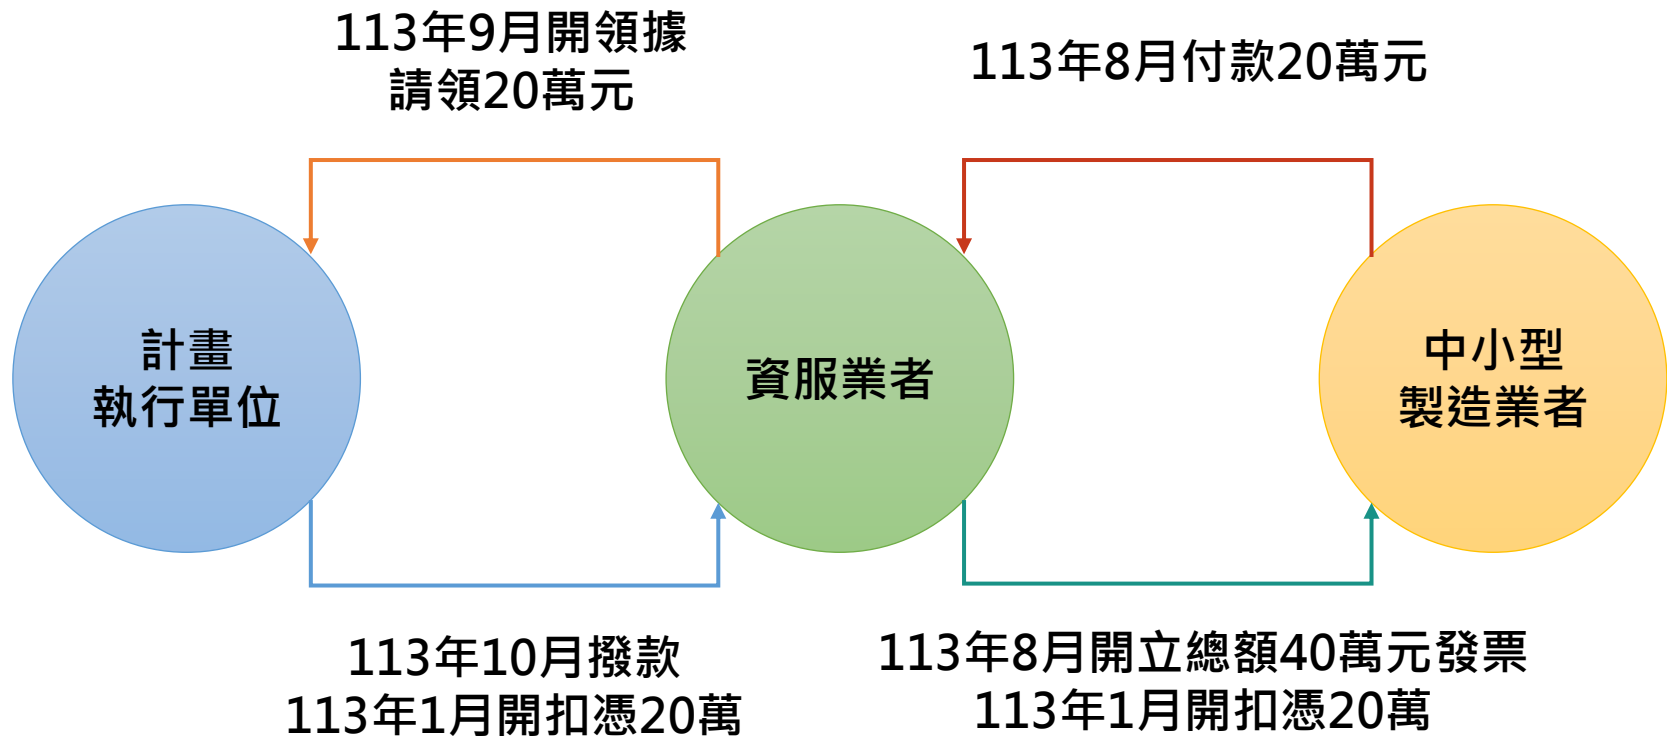 113年9月開領據
請領20萬元
113年8月付款20萬元
計畫
執行單位
資服業者
中小型
製造業者
113年10月撥款
113年1月開扣憑20萬
113年8月開立總額40萬元發票
113年1月開扣憑20萬